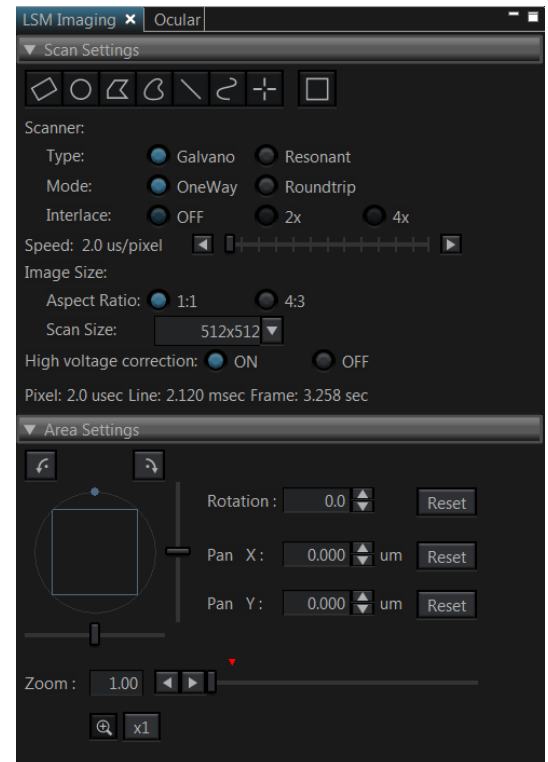 LSM Imaging Ocular
Scan Settings
Scanner:
Type: Galvano Resonant
Mode: OneWay Roundtrip
Interlace: OFF 2x 4x
Speed: 2.0 us/pixel
Image Size:
Aspect Ratio: 1:1 4:3
Scan Size: 512x512
High voltage correction: ON OFF
Pixel: 2.0 usec Line: 2.120 msec Frame: 3.258 sec
Area Settings
Rotation : 0.0 Reset
Pan X : 0.000 um Reset
Pan Y : 0.000 um Reset
Zoom : 1.00
x1